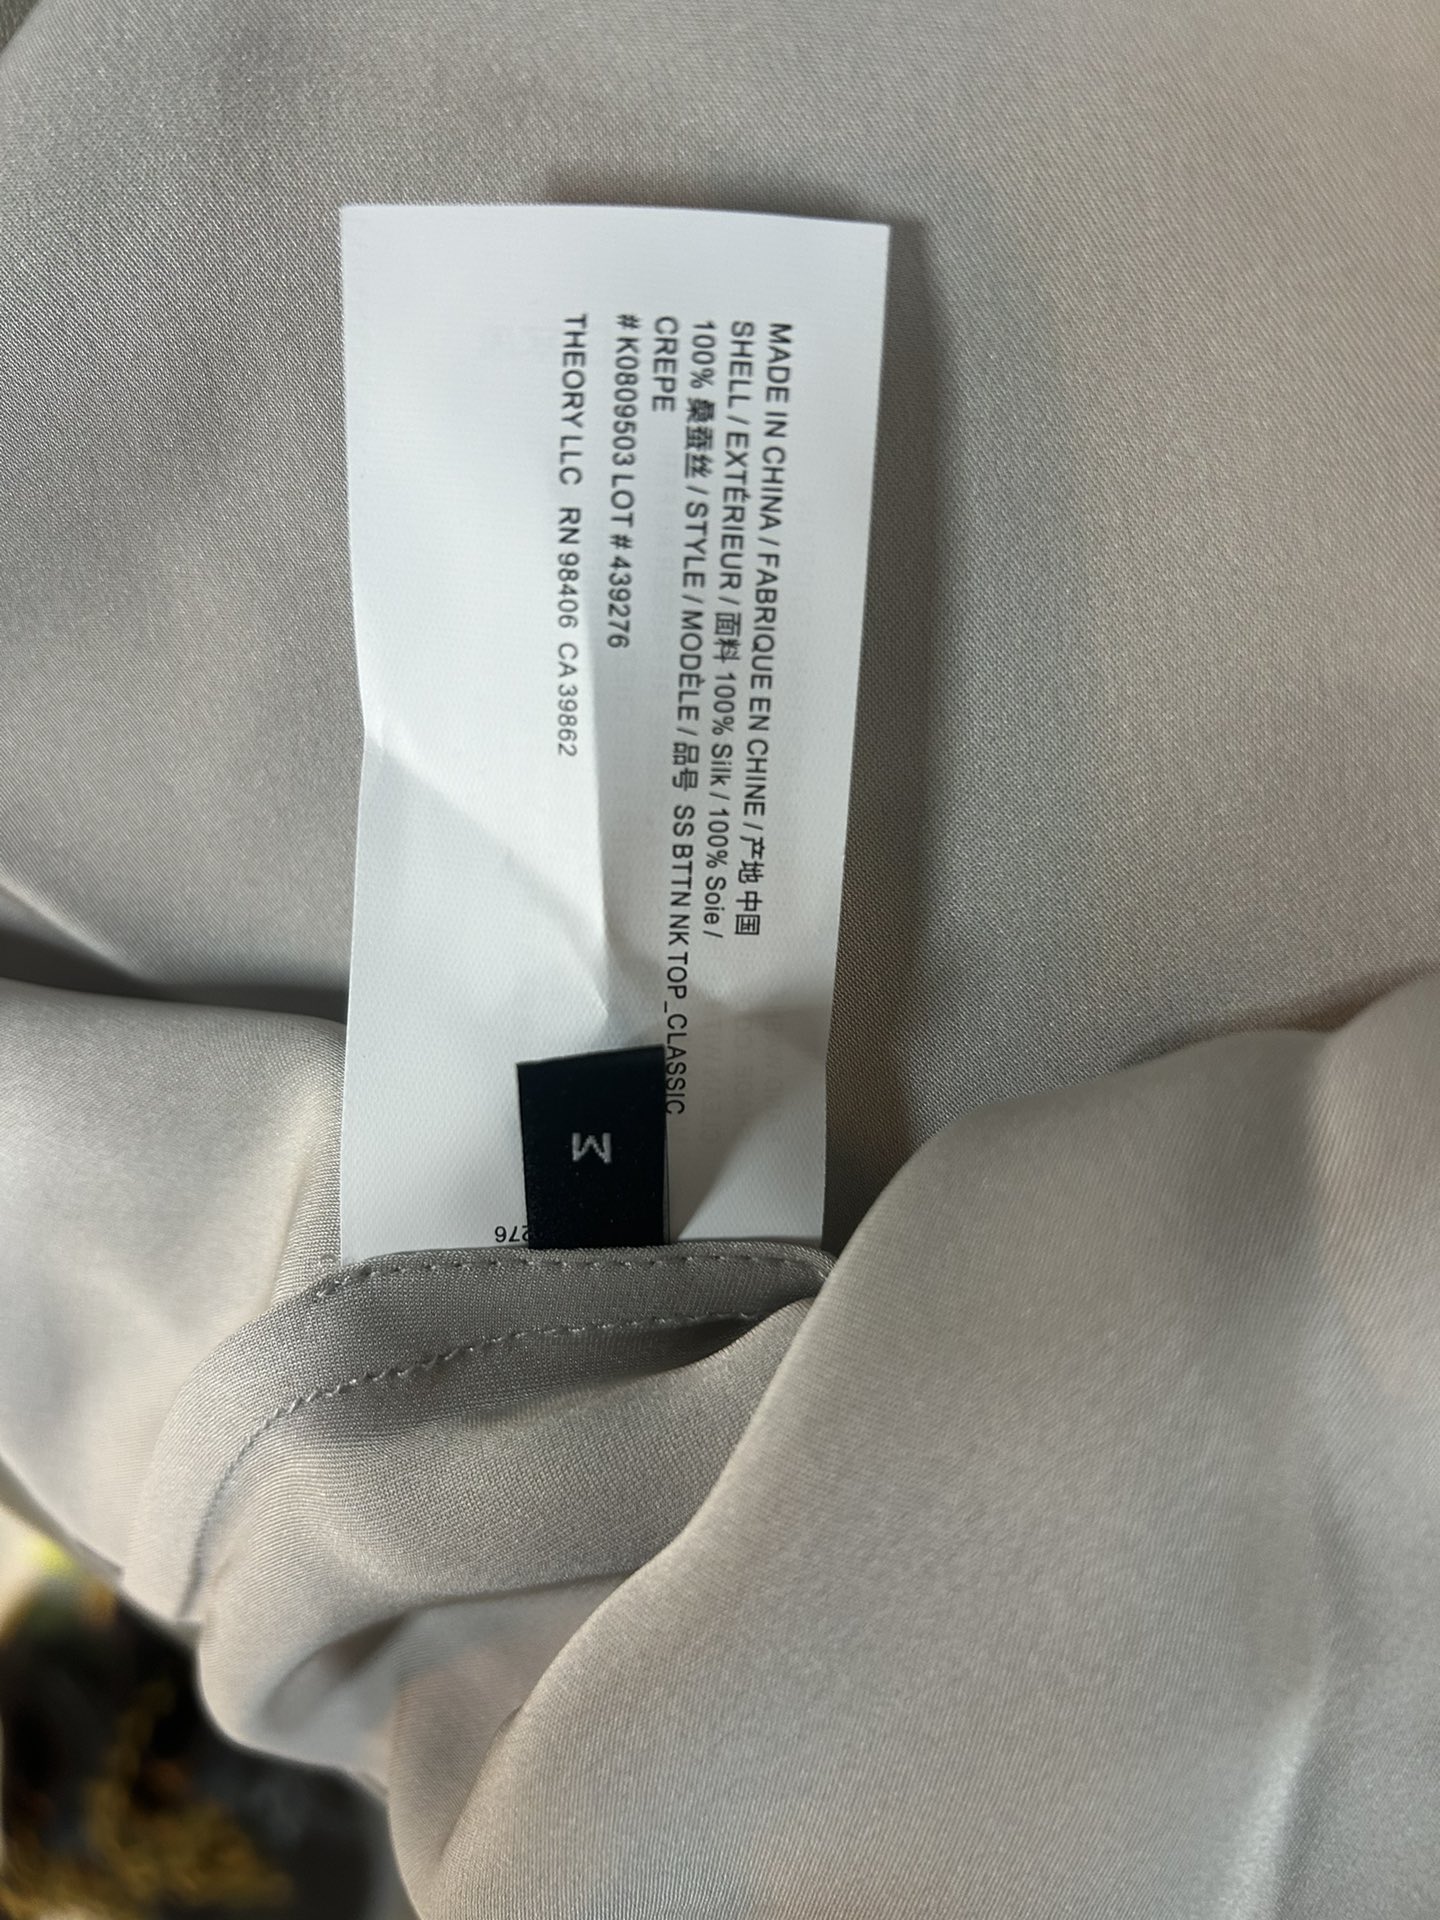 MADE IN CHINA / FABRIQUE EN CHINE / 产地 中国
SHELL / EXTÉRIEUR / 面料 100% Silk / 100% Soie /
100% 桑蚕丝 / STYLE / MODÈLE / 品号 SS BTTN NK TOP_CLASSIC
CREPE
# K0809503 LOT # 439276
THEORY LLC RN 98406 CA 39862
M
276